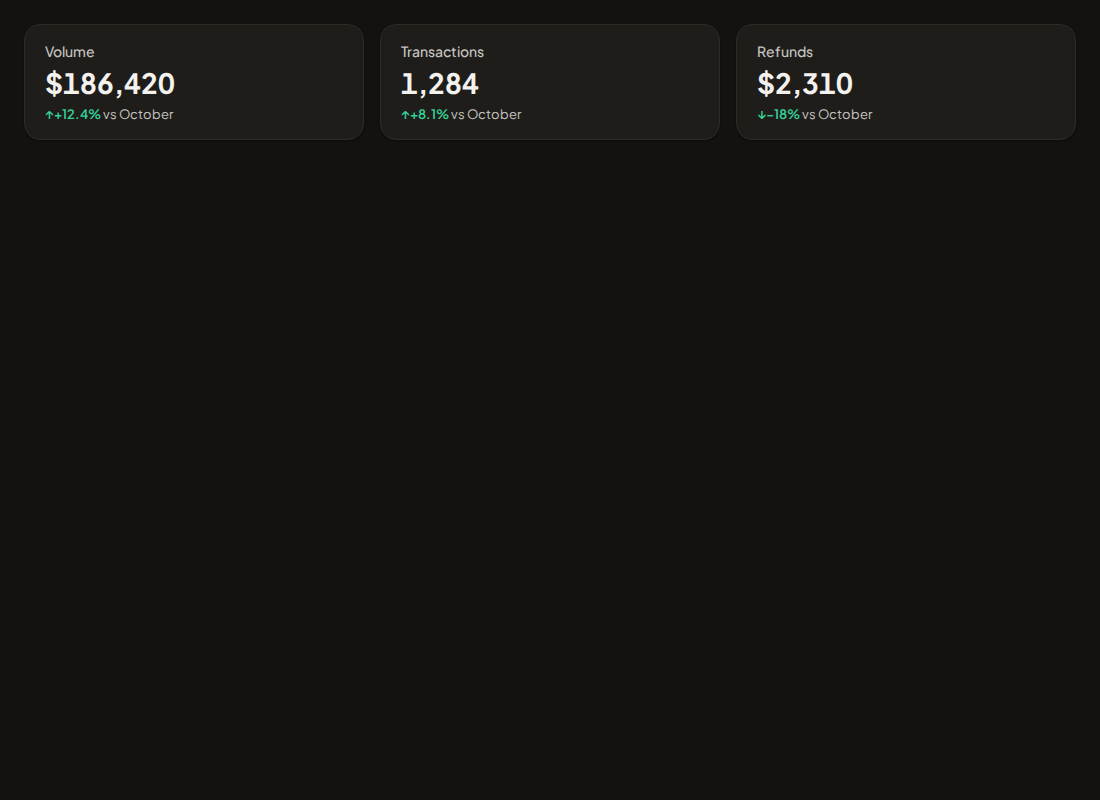 Volume
$186,420
↑+12.4% vs October
Transactions
1,284
↑+8.1% vs October
Refunds
$2,310
↓−18% vs October